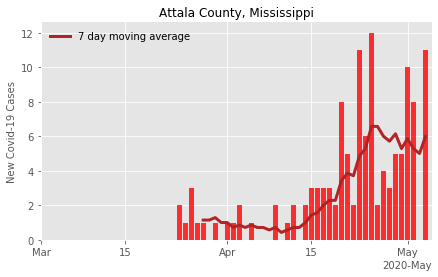 Attala County, Mississippi
7 day moving average
New Covid-19 Cases
12
10
8
6
4
2
0
Mar 15 Apr 15 May
2020-May